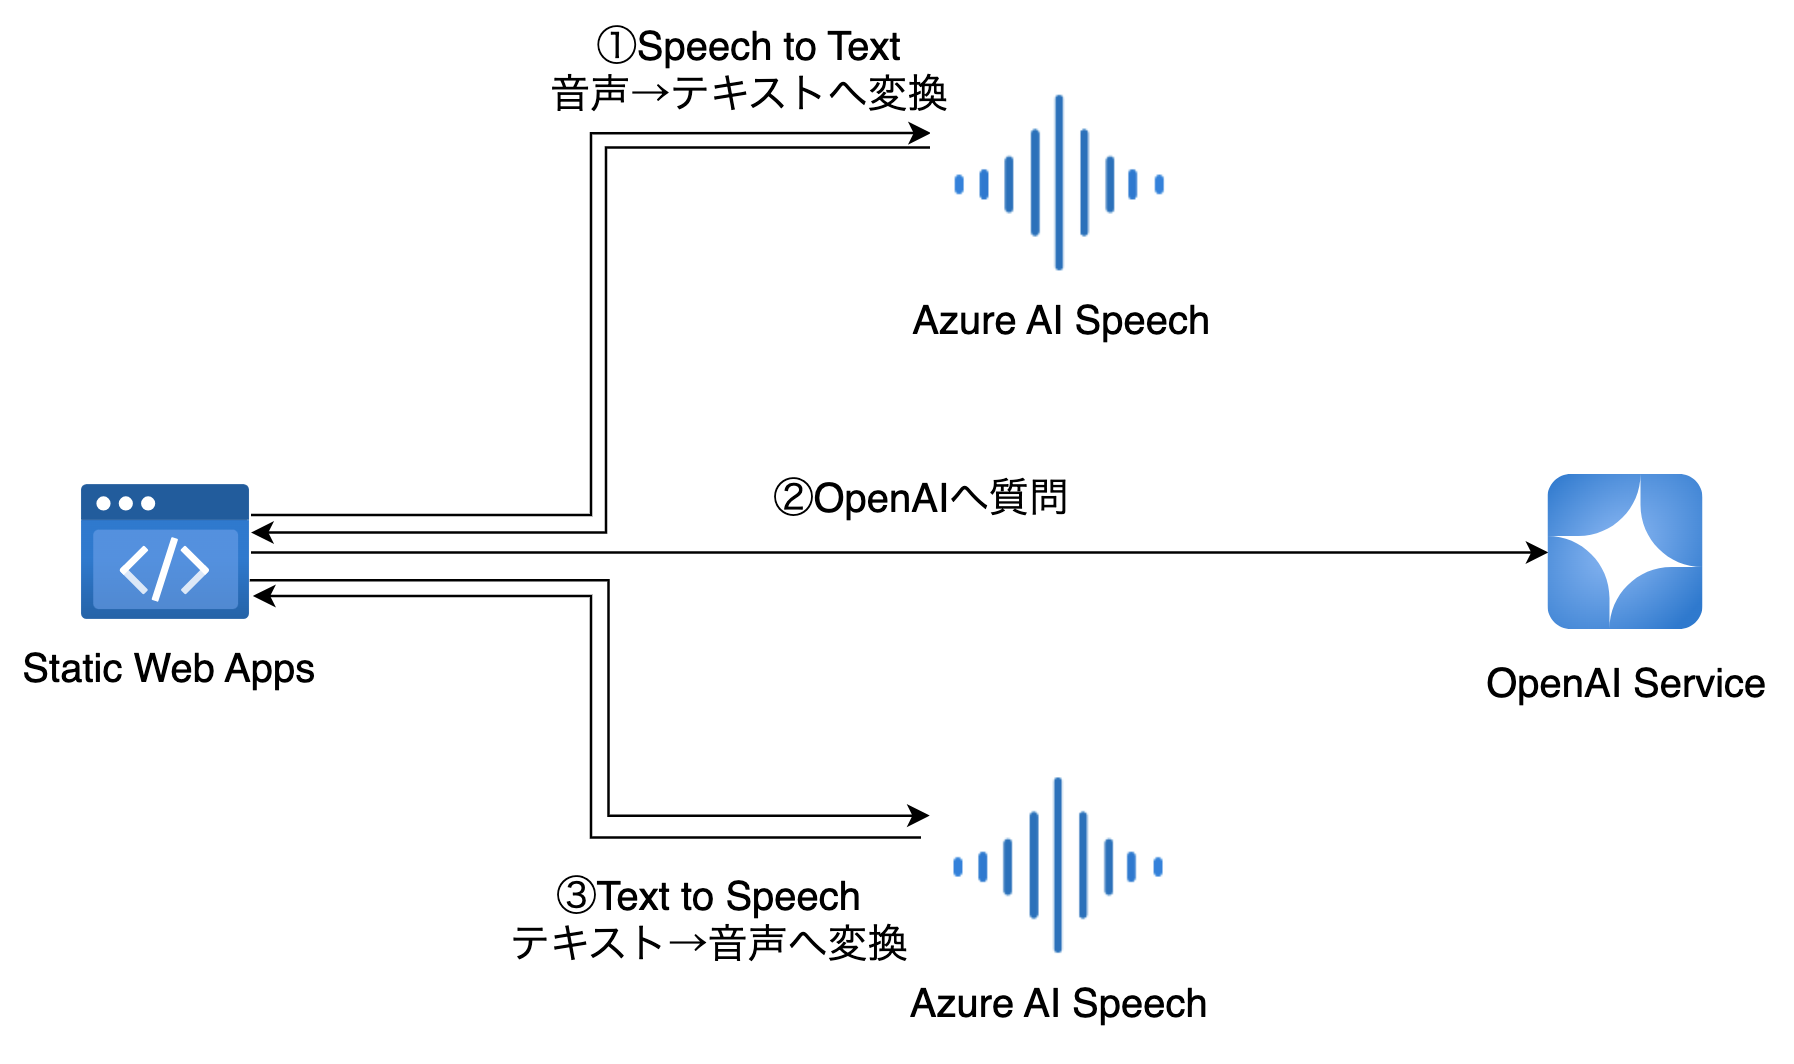 ①Speech to Text
音声→テキストへ変換
Azure AI Speech
②OpenAIへ質問
Static Web Apps
OpenAI Service
③Text to Speech
テキスト→音声へ変換
Azure AI Speech